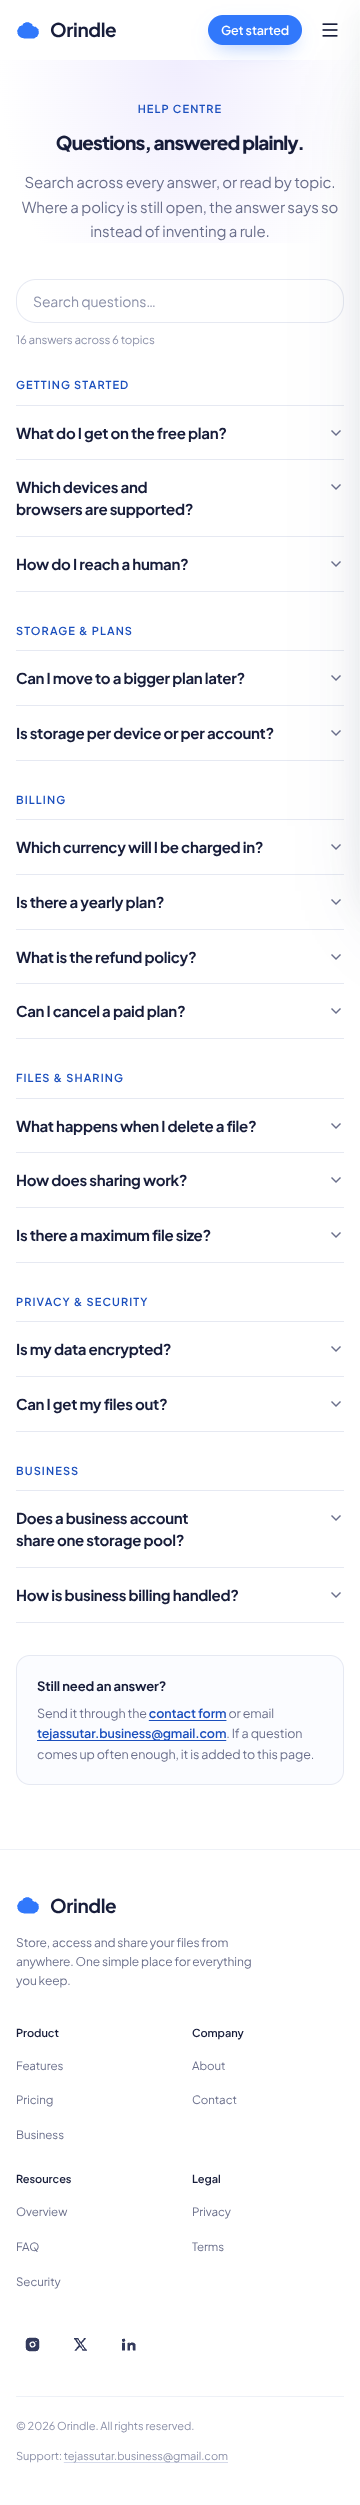 Orindle
Get started
HELP CENTRE
Questions, answered plainly.
Search across every answer, or read by topic.
Where a policy is still open, the answer says so
instead of inventing a rule.
Search questions...
16 answers across 6 topics
GETTING STARTED
What do I get on the free plan?
Which devices and
browsers are supported?
How do I reach a human?
STORAGE & PLANS
Can I move to a bigger plan later?
Is storage per device or per account?
BILLING
Which currency will I be charged in?
Is there a yearly plan?
What is the refund policy?
Can I cancel a paid plan?
FILES & SHARING
What happens when I delete a file?
How does sharing work?
Is there a maximum file size?
PRIVACY & SECURITY
Is my data encrypted?
Can I get my files out?
BUSINESS
Does a business account
share one storage pool?
How is business billing handled?
Still need an answer?
Send it through the contact form or email
tejassutar.business@gmail.com. If a question
comes up often enough, it is added to this page.
Orindle
Store, access and share your files from
anywhere. One simple place for everything
you keep.
Product
Features
Pricing
Business
Company
About
Contact
Resources
Overview
FAQ
Security
Legal
Privacy
Terms
© 2026 Orindle. All rights reserved.
Support: tejassutar.business@gmail.com